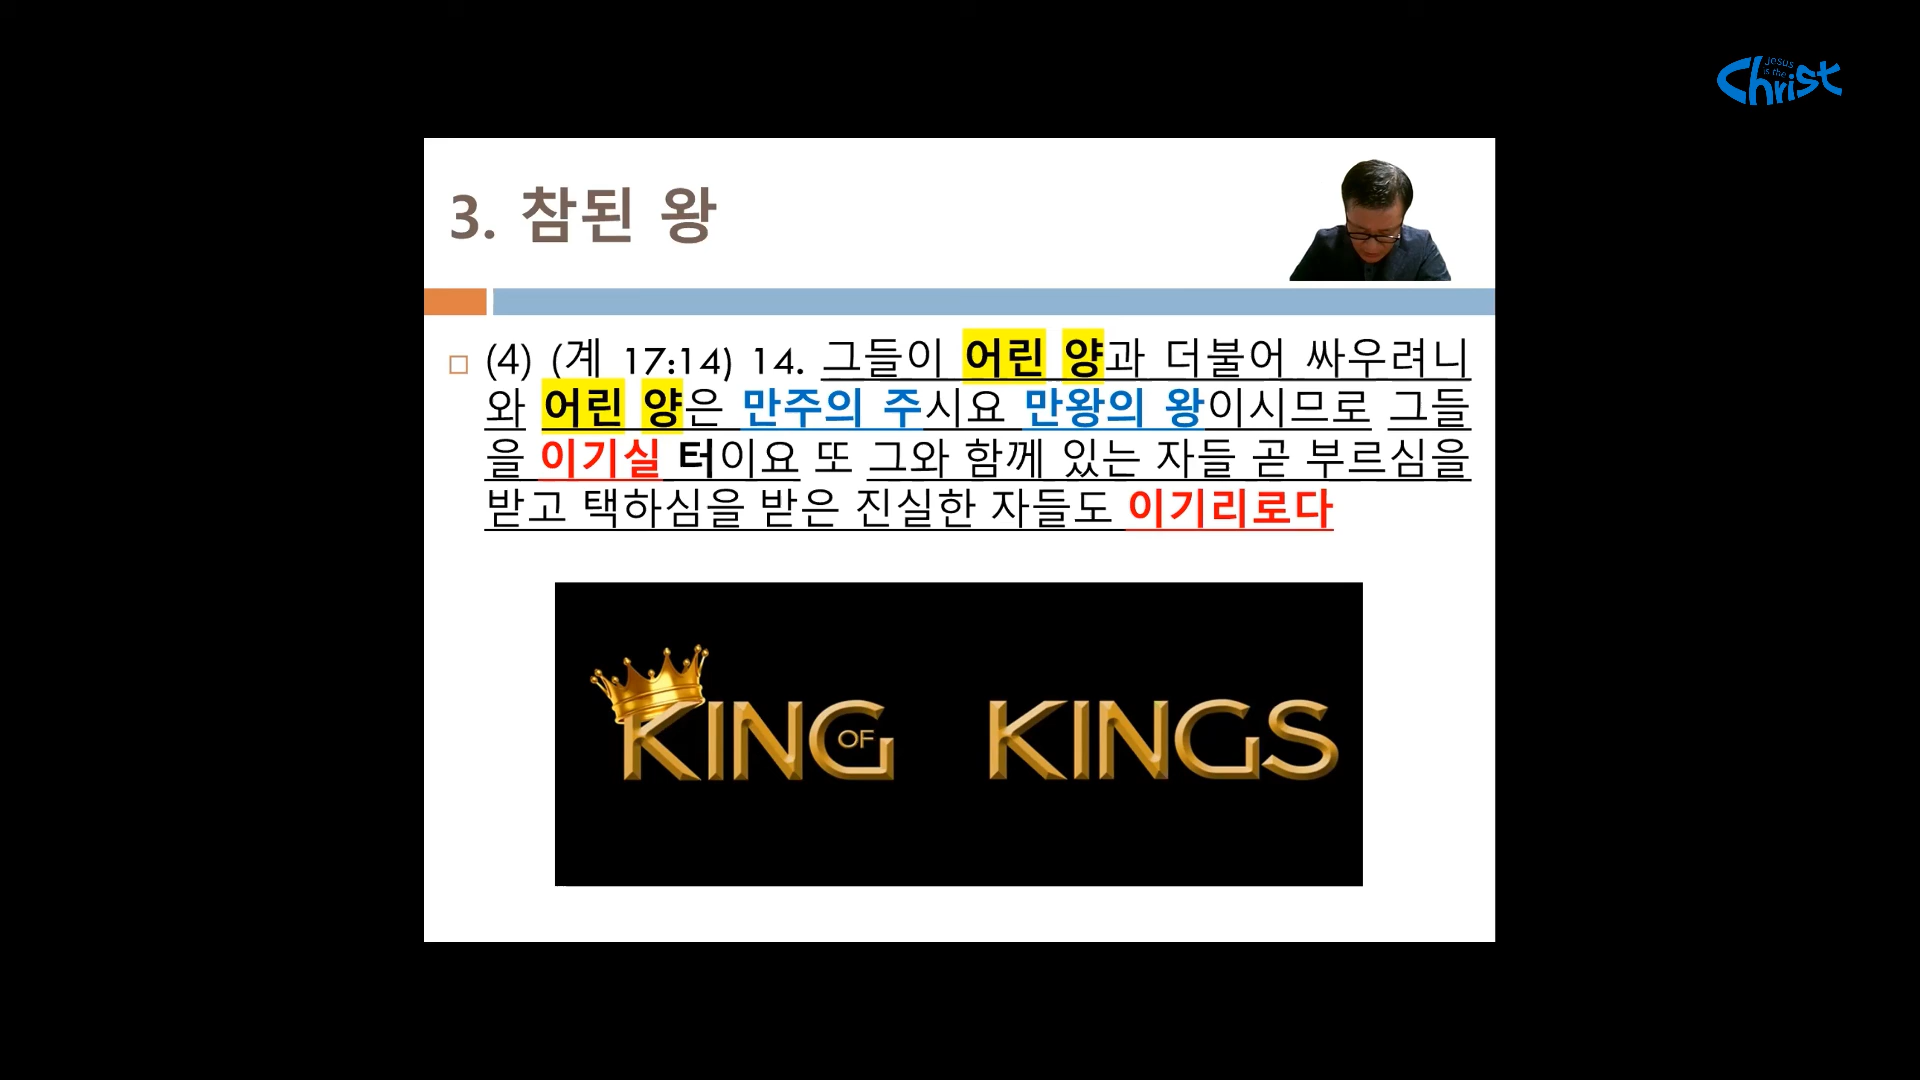 Jesus
is the
Christ
3. 참된 왕
(4) (계 17:14) 14. 그들이 어린 양과 더불어 싸우려니
와 어린 양은 만주의 주시요 만왕의 왕이시므로 그들
을 이기실 터이요 또 그와 함께 있는 자들 곧 부르심을
받고 택하심을 받은 진실한 자들도 이기리로다
KING OF KINGS